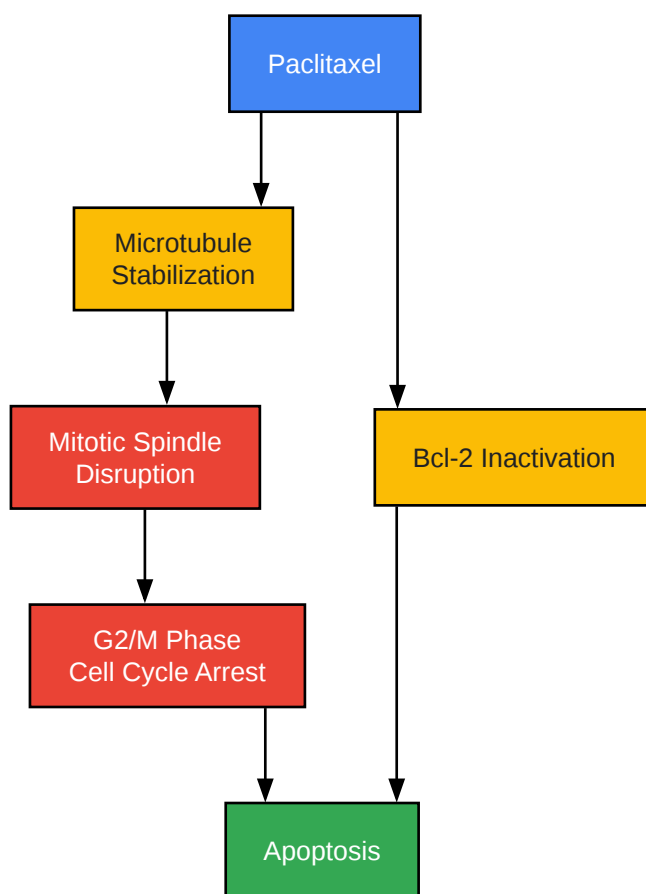 Paclitaxel
Microtubule
Stabilization
Mitotic Spindle
Disruption
Bcl-2 Inactivation
G2/M Phase
Cell Cycle Arrest
Apoptosis